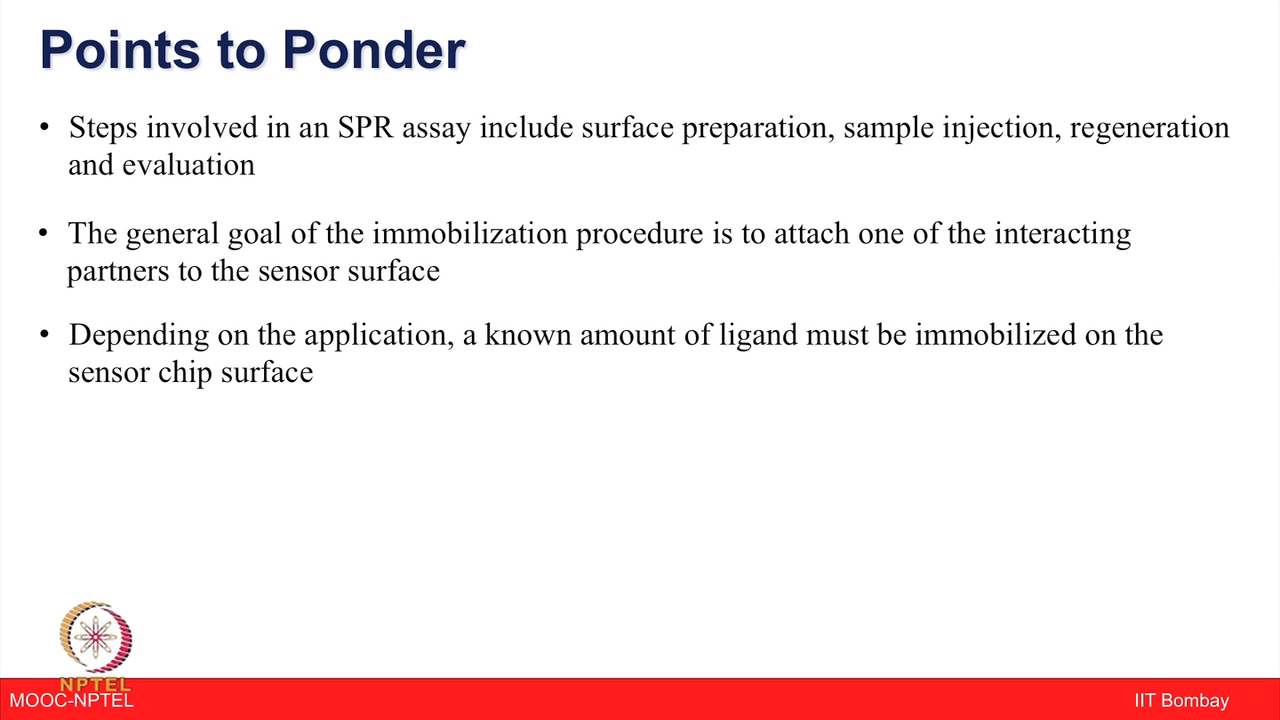 Points to Ponder
• Steps involved in an SPR assay include surface preparation, sample injection, regeneration
and evaluation
• The general goal of the immobilization procedure is to attach one of the interacting
partners to the sensor surface
• Depending on the application, a known amount of ligand must be immobilized on the
sensor chip surface
NPTEL
MOOC-NPTEL
IIT Bombay